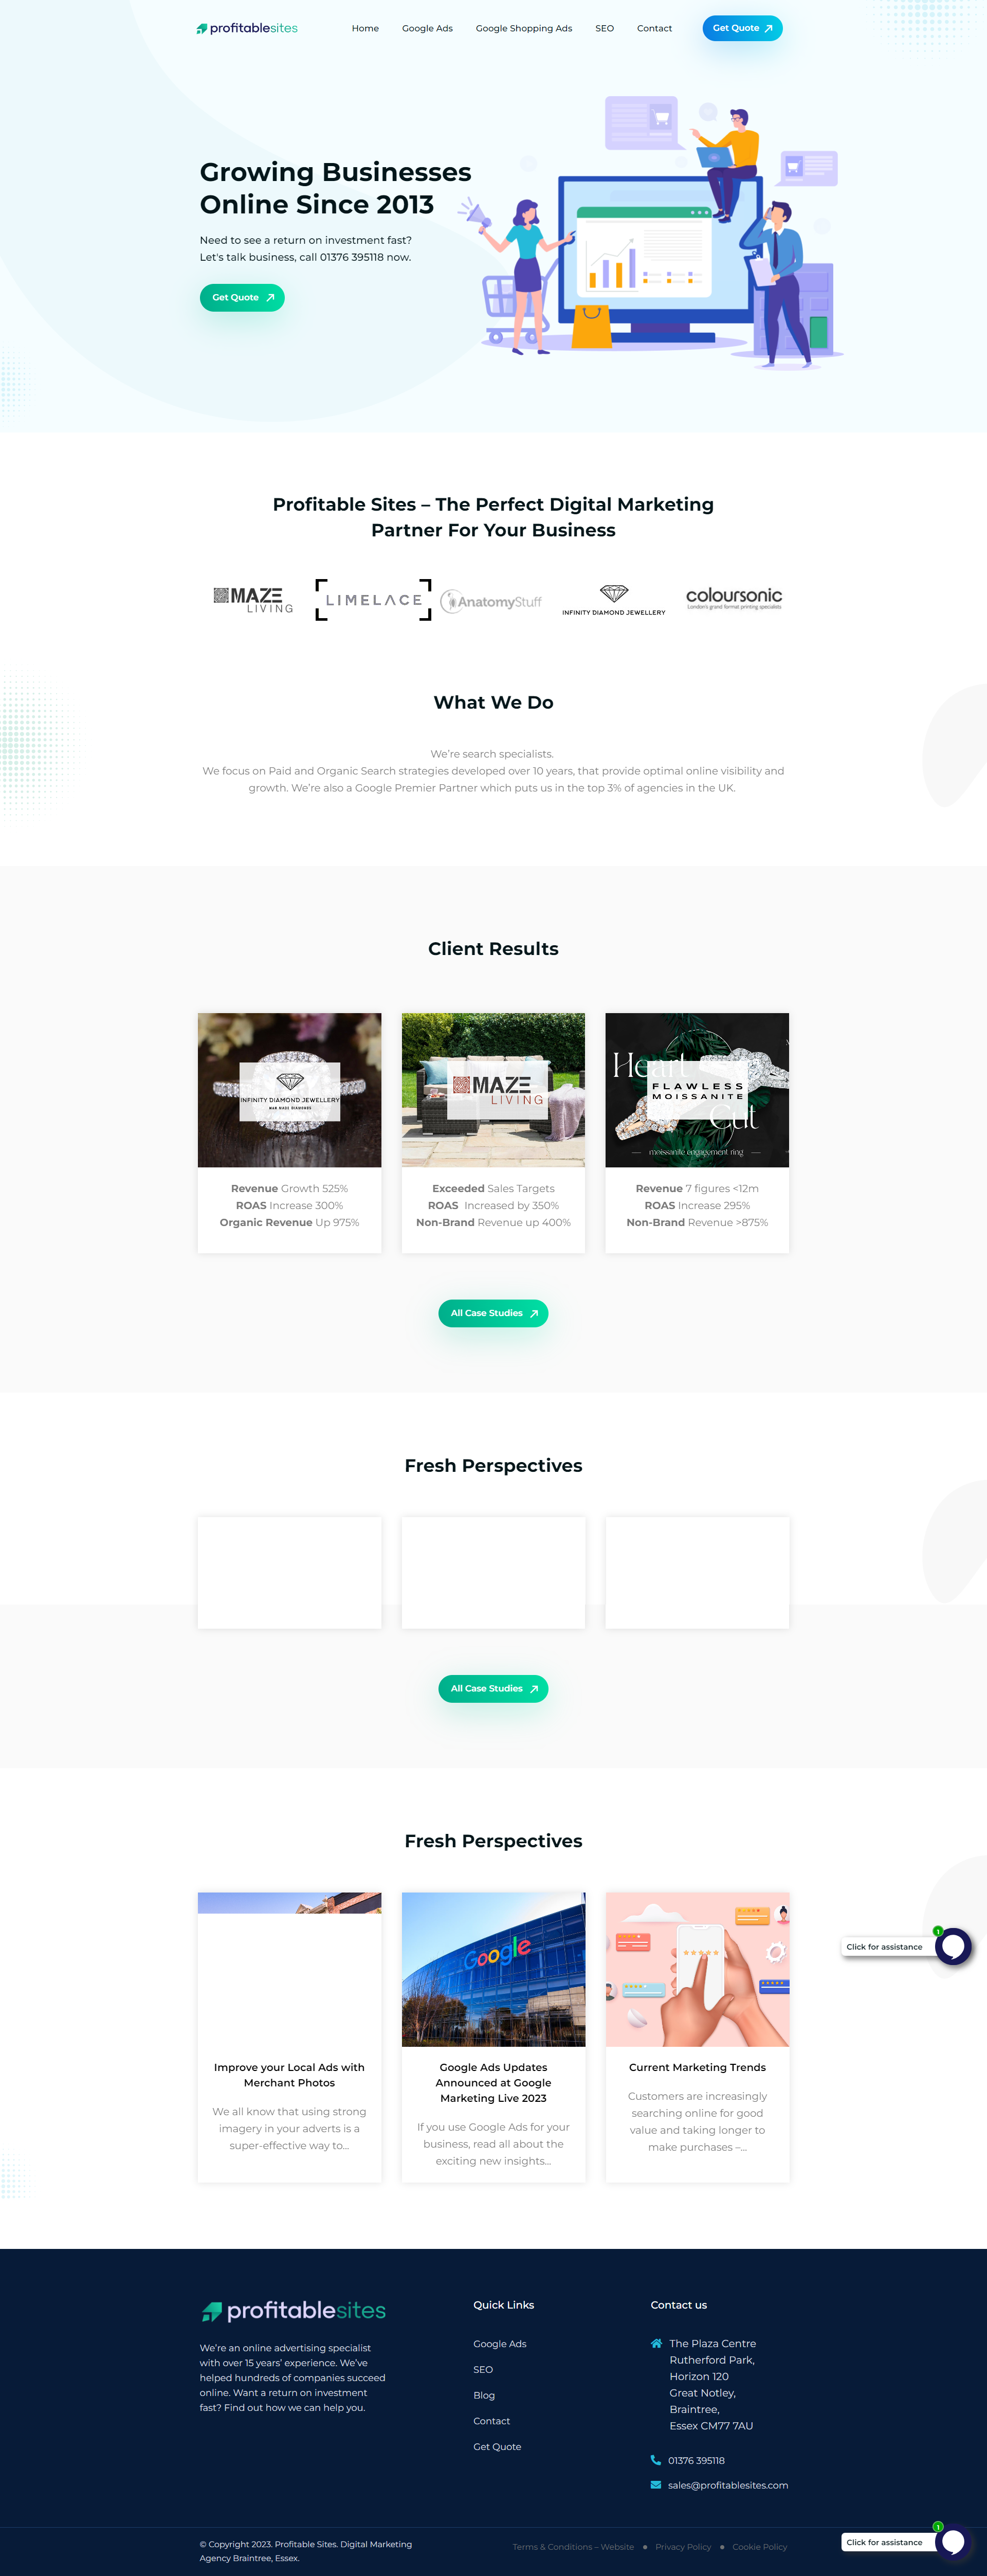 profitablesites
Home
Google Ads
Google Shopping Ads
SEO
Contact
Get Quote
Growing Businesses
Online Since 2013
Need to see a return on investment fast?
Let's talk business, call 01376 395118 now.
Get Quote
Profitable Sites – The Perfect Digital Marketing
Partner For Your Business
MAZE
LIVING
LIMELACE
AnatomyStuff
INFINITY DIAMOND JEWELLERY
coloursonic
London's grand format printing specialists
What We Do
We’re search specialists.
We focus on Paid and Organic Search strategies developed over 10 years, that provide optimal online visibility and
growth. We’re also a Google Premier Partner which puts us in the top 3% of agencies in the UK.
Client Results
INFINITY DIAMOND JEWELLERY
MAN MADE DIAMONDS
Revenue Growth 525%
ROAS Increase 300%
Organic Revenue Up 975%
MAZE
LIVING
Exceeded Sales Targets
ROAS  Increased by 350%
Non-Brand Revenue up 400%
Heart
FLAWLESS
MOISSANITE
Cut
moissanite engagement ring
Revenue 7 figures <12m
ROAS Increase 295%
Non-Brand Revenue >875%
All Case Studies
Fresh Perspectives
All Case Studies
Fresh Perspectives
Improve your Local Ads with
Merchant Photos
We all know that using strong
imagery in your adverts is a
super-effective way to...
Google
Google Ads Updates
Announced at Google
Marketing Live 2023
If you use Google Ads for your
business, read all about the
exciting new insights...
Current Marketing Trends
Customers are increasingly
searching online for good
value and taking longer to
make purchases –...
1
Click for assistance
profitablesites
We’re an online advertising specialist
with over 15 years’ experience. We’ve
helped hundreds of companies succeed
online. Want a return on investment
fast? Find out how we can help you.
Quick Links
Google Ads
SEO
Blog
Contact
Get Quote
Contact us
The Plaza Centre
Rutherford Park,
Horizon 120
Great Notley,
Braintree,
Essex CM77 7AU
01376 395118
sales@profitablesites.com
© Copyright 2023. Profitable Sites. Digital Marketing
Agency Braintree, Essex.
Terms & Conditions – Website
Privacy Policy
Cookie Policy
1
Click for assistance